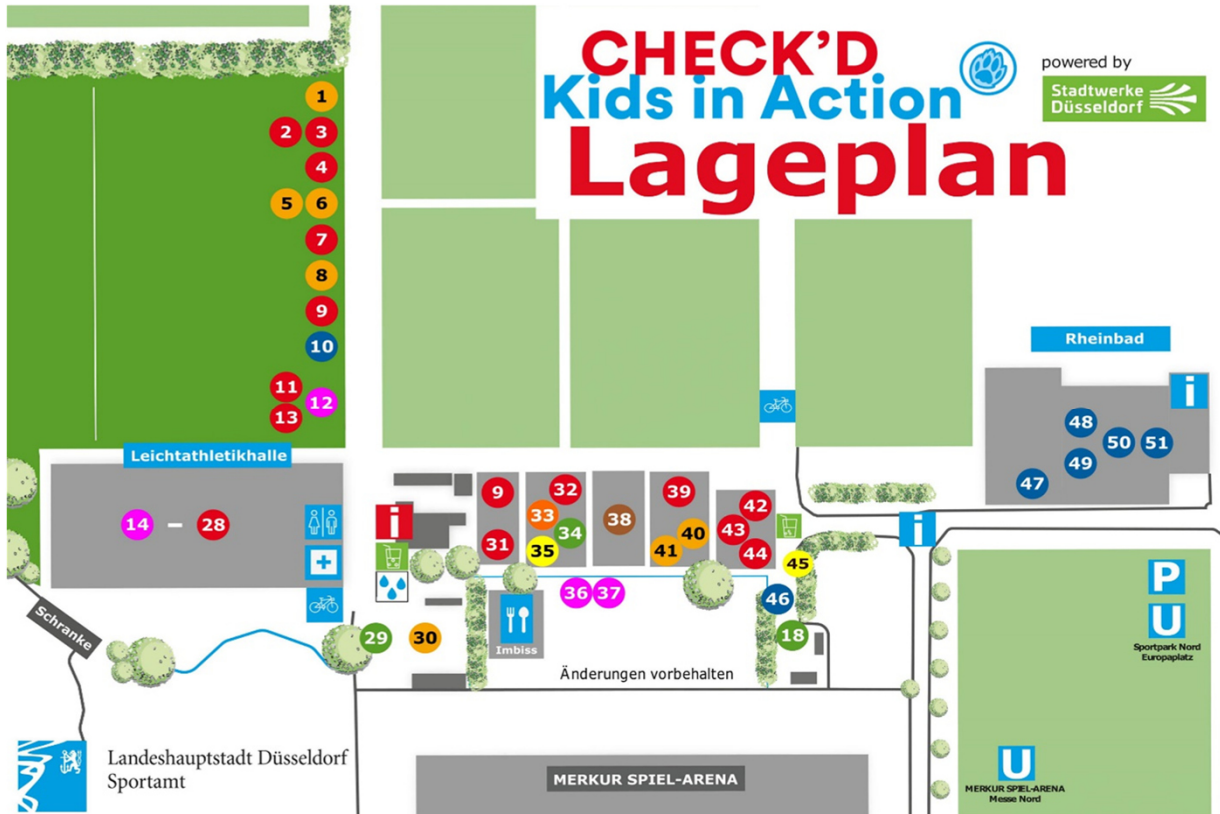 CHECK'D
Kids in Action
Lageplan
powered by
Stadtwerke
Düsseldorf
1
2 3
4
5 6
7
8
9
10
11
12
13
Rheinbad
i
48
50 51
49
47
Leichtathletikhalle
14 – 28
i
9
31
32
33
34
35
38
39
40
41
42
43
44
45
i
36 37
46
18
29
30
Imbiss
Schranke
Änderungen vorbehalten
P
U
Sportpark Nord
Europaplatz
Landeshauptstadt Düsseldorf
Sportamt
MERKUR SPIEL-ARENA
U
MERKUR SPIEL-ARENA
Messe Nord